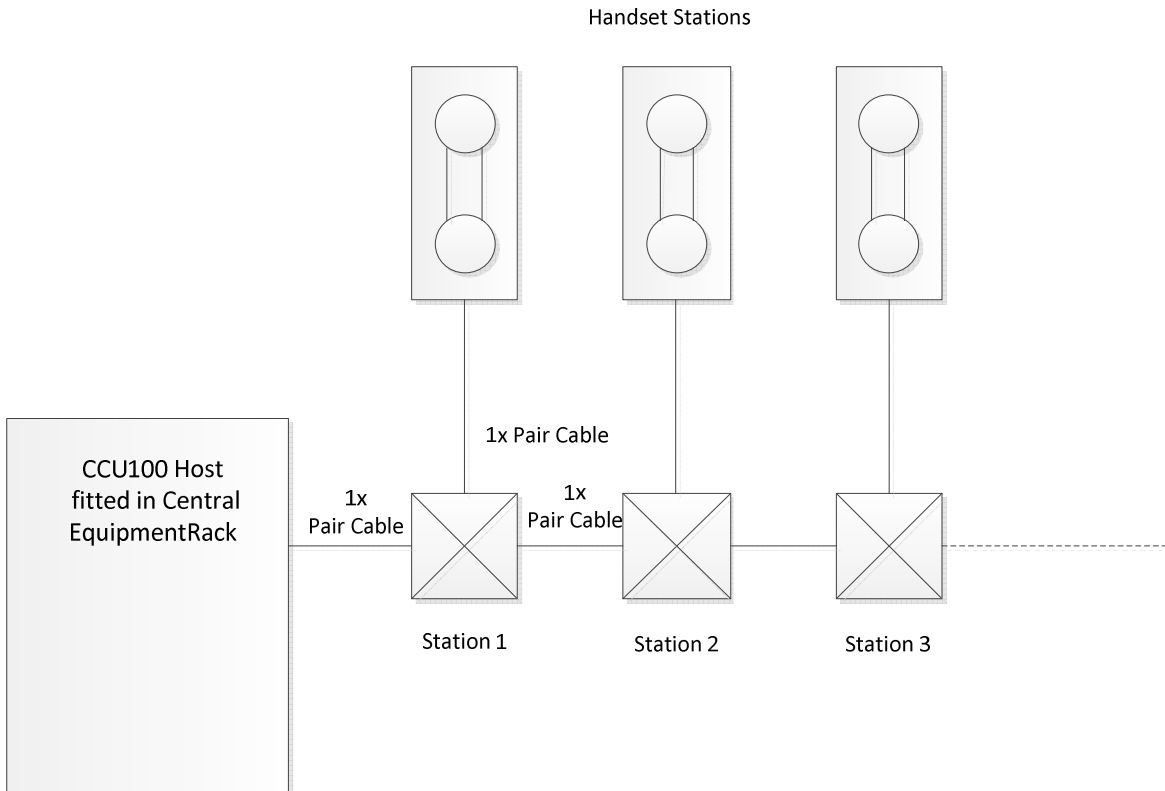 Handset Stations
1x Pair Cable
CCU100 Host
fitted in Central
EquipmentRack
1x
Pair Cable
1x
Pair Cable
Station 1
Station 2
Station 3